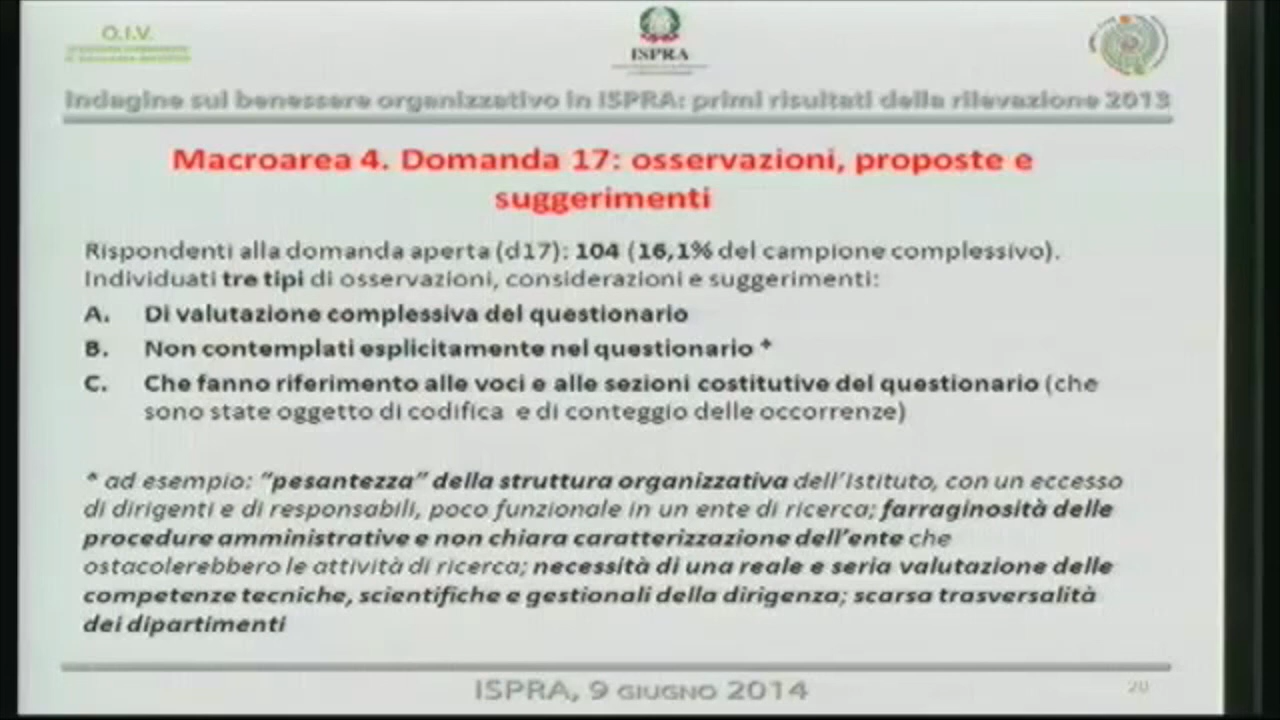 O.I.V.
ISPRA
Indagine sul benessere organizzativo in ISPRA: primi risultati della rilevazione 2013
Macroarea 4. Domanda 17: osservazioni, proposte e
suggerimenti
Rispondenti alla domanda aperta (d17): 104 (16,1% del campione complessivo).
Individuati tre tipi di osservazioni, considerazioni e suggerimenti:
A. Di valutazione complessiva del questionario
B. Non contemplati esplicitamente nel questionario *
C. Che fanno riferimento alle voci e alle sezioni costitutive del questionario (che
sono state oggetto di codifica e di conteggio delle occorrenze)
* ad esempio: "pesantezza" della struttura organizzativa dell'Istituto, con un eccesso
di dirigenti e di responsabili, poco funzionale in un ente di ricerca; farraginosità delle
procedure amministrative e non chiara caratterizzazione dell'ente che
ostacolerebbero le attività di ricerca; necessità di una reale e seria valutazione delle
competenze tecniche, scientifiche e gestionali della dirigenza; scarsa trasversalità
dei dipartimenti
ISPRA, 9 GIUGNO 2014
20